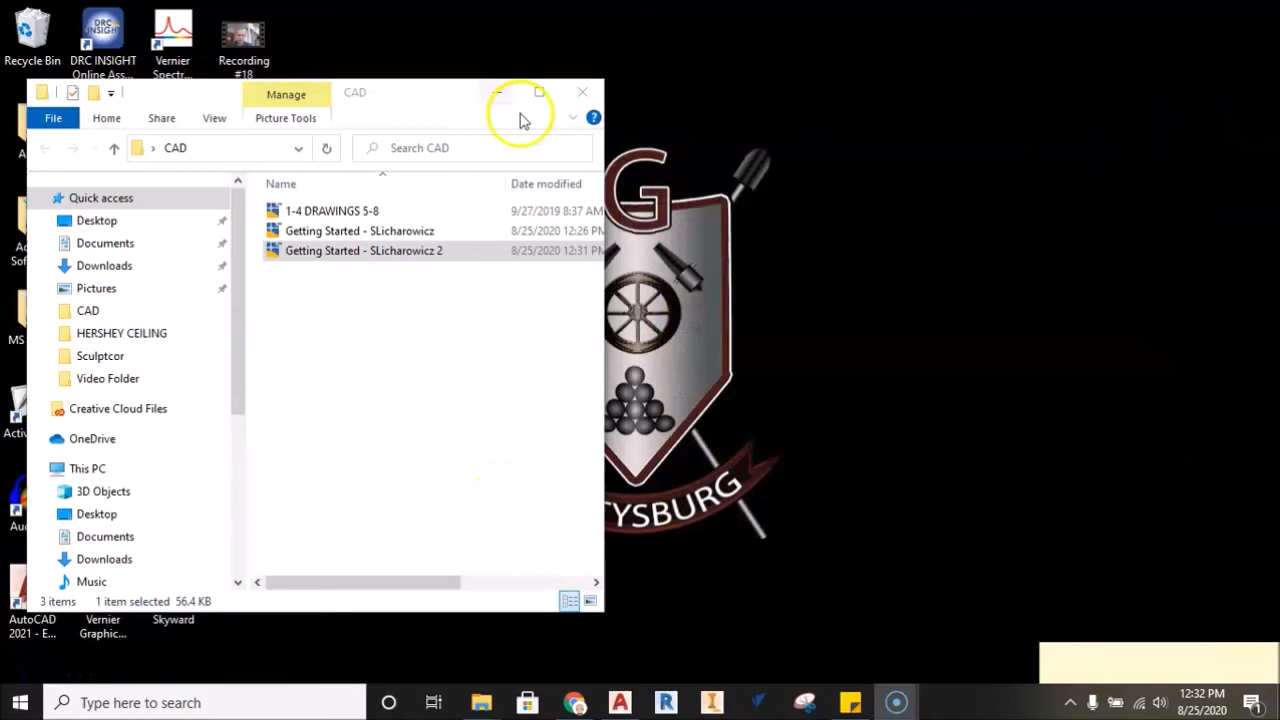 Recycle Bin
DRC INSIGHT
Online Ass...
Vernier
Spectr...
Recording
#18
DRC
INSIGHT
Manage
CAD
File
Home
Share
View
Picture Tools
CAD
Search CAD
Name
Date modified
Quick access
Desktop
Documents
Downloads
Pictures
CAD
HERSHEY CEILING
Sculptcor
Video Folder
Creative Cloud Files
OneDrive
This PC
3D Objects
Desktop
Documents
Downloads
Music
1-4 DRAWINGS 5-8
9/27/2019 8:37 AM
Getting Started - SLicharowicz
8/25/2020 12:26 PM
Getting Started - SLicharowicz 2
8/25/2020 12:31 PM
3 items
1 item selected 56.4 KB
G
TYSBURG
MS
AutoCAD
2021 - E...
Vernier
Graphic...
Skyward
Type here to search
12:32 PM
8/25/2020